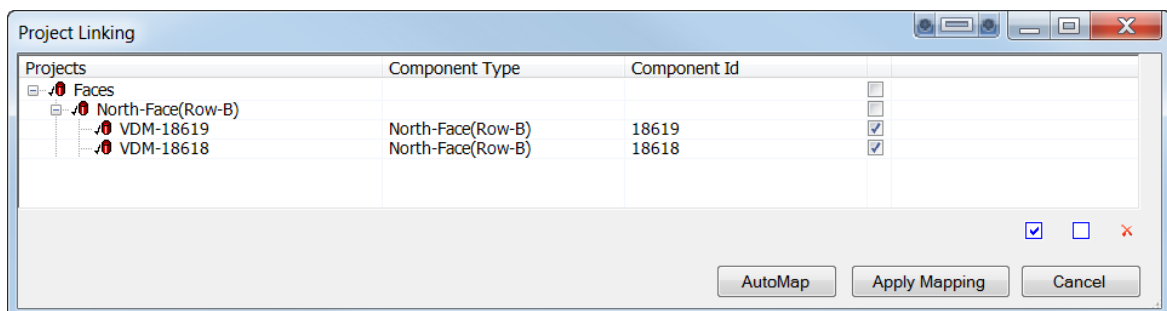 Project Linking
Projects Component Type Component Id
Faces
North-Face(Row-B)
VDM-18619 North-Face(Row-B) 18619
VDM-18618 North-Face(Row-B) 18618
AutoMap Apply Mapping Cancel